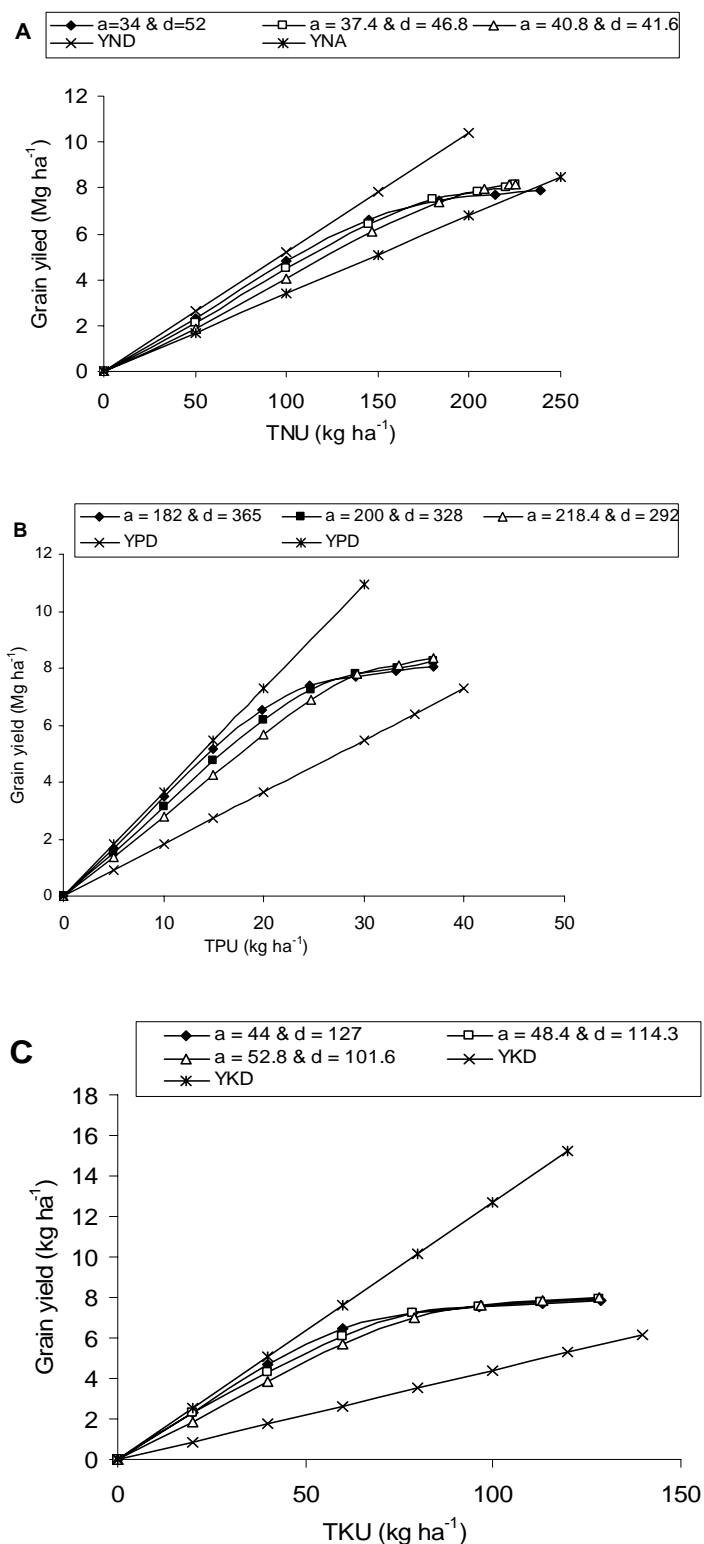 A
a=34 & d=52 a = 37.4 & d = 46.8 a = 40.8 & d = 41.6
YND YNA
12
10
8
6
4
2
0
Grain yiled (Mg ha-1)
0 50 100 150 200 250
TNU (kg ha-1)
B
a = 182 & d = 365 a = 200 & d = 328 a = 218.4 & d = 292
YPD YPD
12
10
8
6
4
2
0
Grain yield (Mg ha-1)
0 10 20 30 40 50
TPU (kg ha-1)
C
a = 44 & d = 127 a = 48.4 & d = 114.3
a = 52.8 & d = 101.6 YKD
YKD
18
16
14
12
10
8
6
4
2
0
Grain yield (kg ha-1)
0 50 100 150
TKU (kg ha-1)